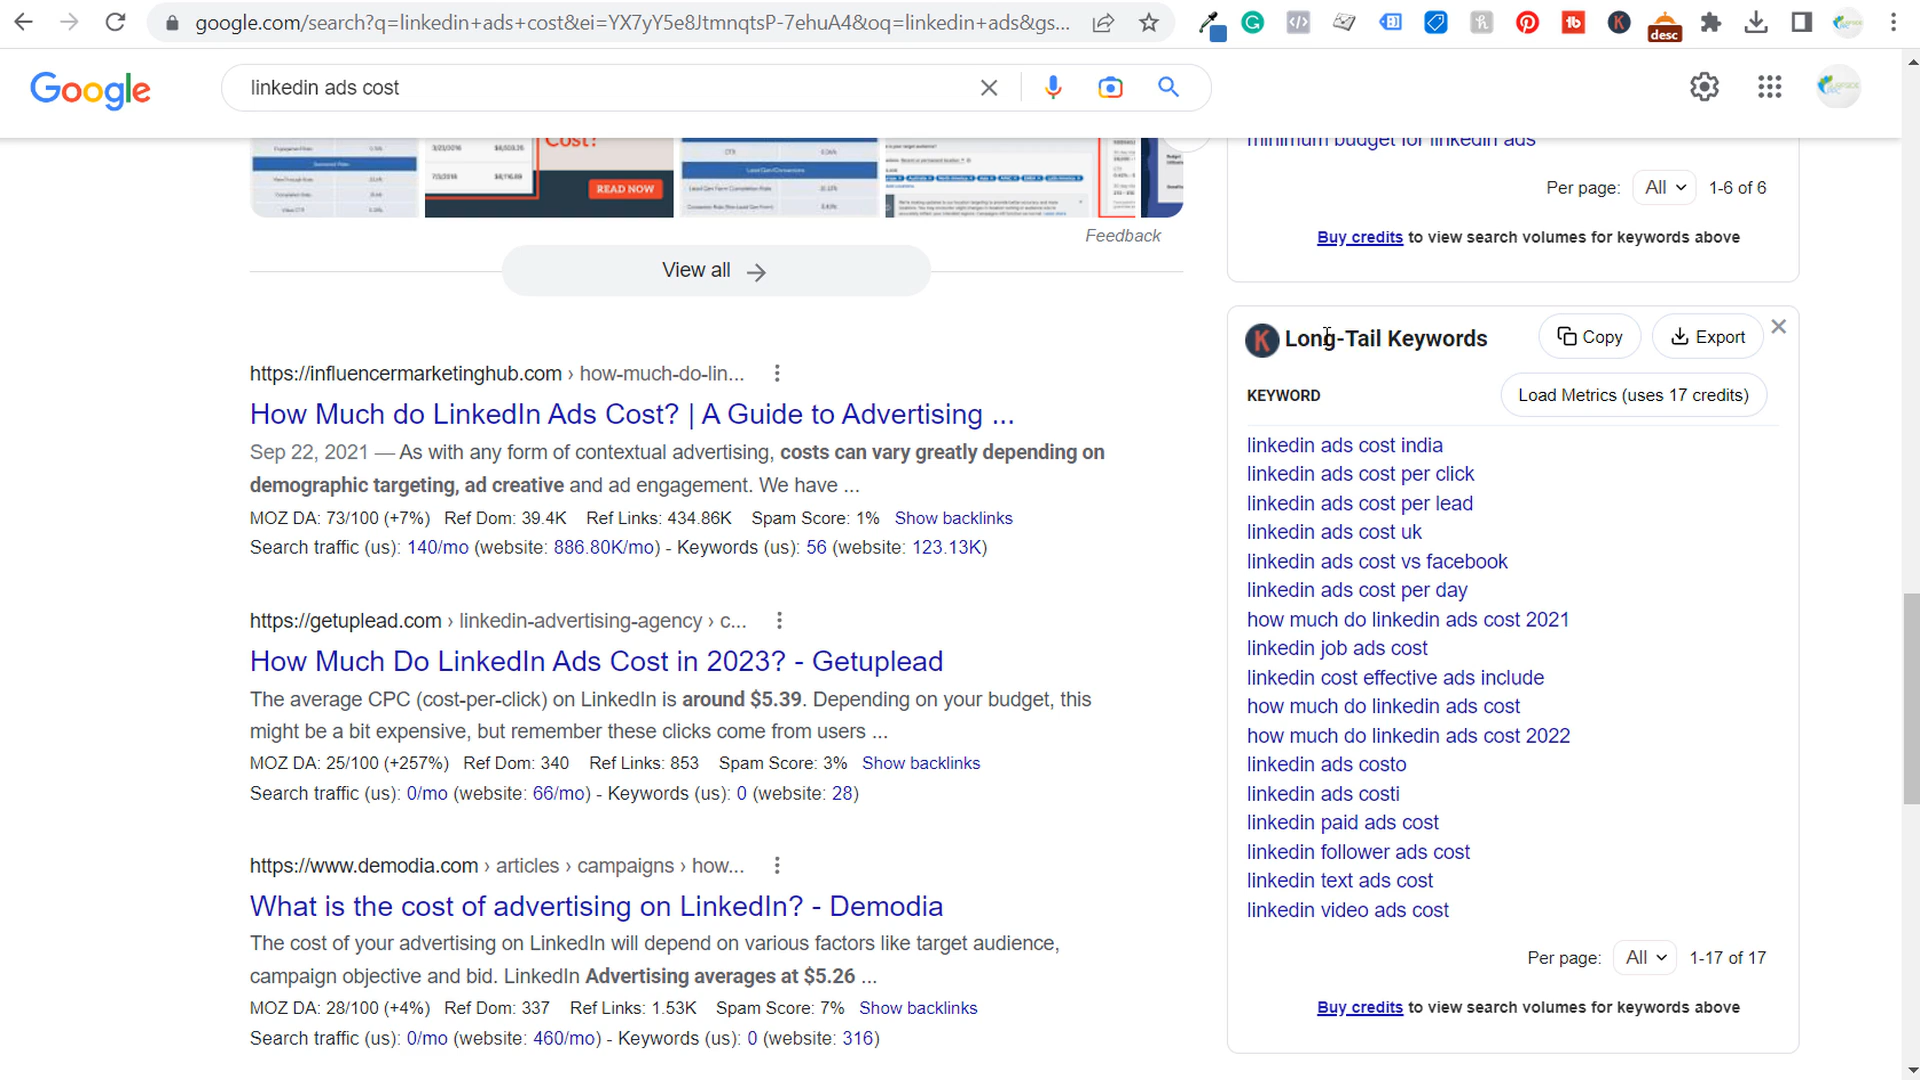 google.com/search?q=linkedin+ads+cost&ei=YX7yY5e8JtmnqtsP-7ehuA4&oq=linkedin+ads&gs...
desc
Google
linkedin ads cost
Cost?
READ NOW
Feedback
View all
https://influencermarketinghub.com › how-much-do-lin...
How Much do LinkedIn Ads Cost? | A Guide to Advertising ...
Sep 22, 2021 — As with any form of contextual advertising, costs can vary greatly depending on
demographic targeting, ad creative and ad engagement. We have ...
MOZ DA: 73/100 (+7%) Ref Dom: 39.4K Ref Links: 434.86K Spam Score: 1% Show backlinks
Search traffic (us): 140/mo (website: 886.80K/mo) - Keywords (us): 56 (website: 123.13K)
https://getuplead.com › linkedin-advertising-agency › c...
How Much Do LinkedIn Ads Cost in 2023? - Getuplead
The average CPC (cost-per-click) on LinkedIn is around $5.39. Depending on your budget, this
might be a bit expensive, but remember these clicks come from users ...
MOZ DA: 25/100 (+257%) Ref Dom: 340 Ref Links: 853 Spam Score: 3% Show backlinks
Search traffic (us): 0/mo (website: 66/mo) - Keywords (us): 0 (website: 28)
https://www.demodia.com › articles › campaigns › how...
What is the cost of advertising on LinkedIn? - Demodia
The cost of your advertising on LinkedIn will depend on various factors like target audience,
campaign objective and bid. LinkedIn Advertising averages at $5.26 ...
MOZ DA: 28/100 (+4%) Ref Dom: 337 Ref Links: 1.53K Spam Score: 7% Show backlinks
Search traffic (us): 0/mo (website: 460/mo) - Keywords (us): 0 (website: 316)
minimum budget for linkedin ads
Per page: All 1-6 of 6
Buy credits to view search volumes for keywords above
K Long-Tail Keywords Copy Export
KEYWORD Load Metrics (uses 17 credits)
linkedin ads cost india
linkedin ads cost per click
linkedin ads cost per lead
linkedin ads cost uk
linkedin ads cost vs facebook
linkedin ads cost per day
how much do linkedin ads cost 2021
linkedin job ads cost
linkedin cost effective ads include
how much do linkedin ads cost
how much do linkedin ads cost 2022
linkedin ads costo
linkedin ads costi
linkedin paid ads cost
linkedin follower ads cost
linkedin text ads cost
linkedin video ads cost
Per page: All 1-17 of 17
Buy credits to view search volumes for keywords above